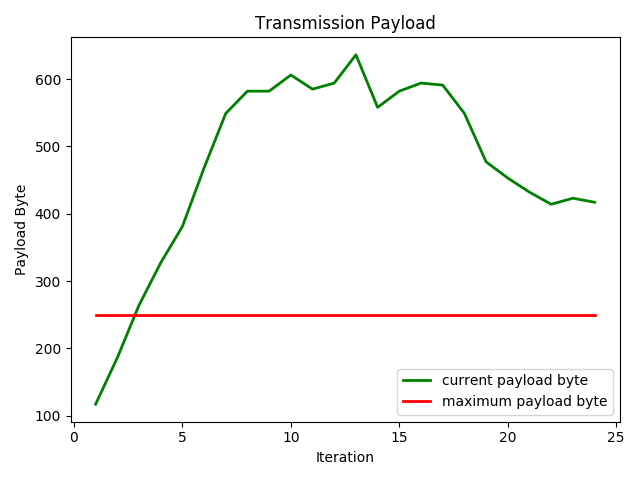 Transmission Payload
600
500
400
300
200
100
Payload Byte
0
5
10
15
20
25
Iteration
current payload byte
maximum payload byte